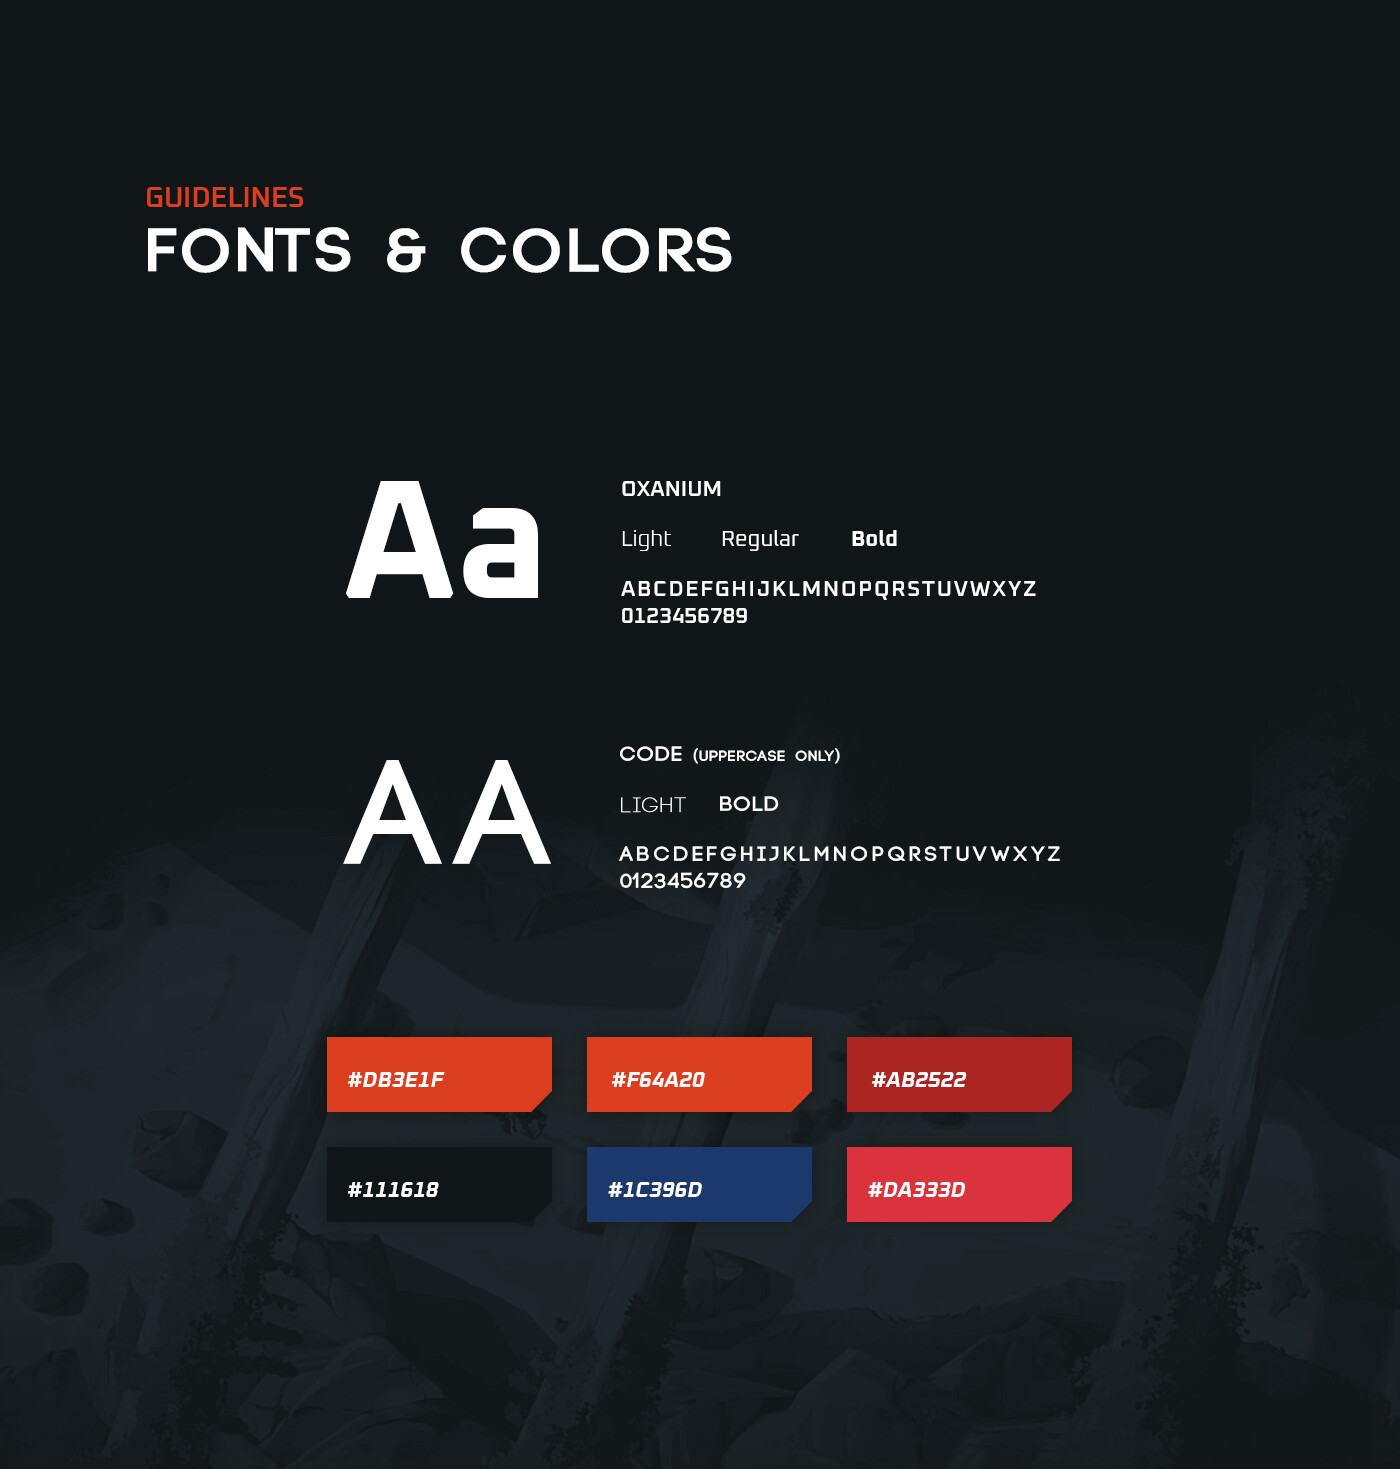 GUIDELINES
FONTS & COLORS
Aa
OXANIUM
Light Regular Bold
ABCDEFGHIJKLMNOPQRSTUVWXYZ
0123456789
AA
CODE (UPPERCASE ONLY)
LIGHT BOLD
ABCDEFGHIJKLMNOPQRSTUVWXYZ
0123456789
#DB3E1F #F64A20 #AB2522
#111618 #1C396D #DA333D